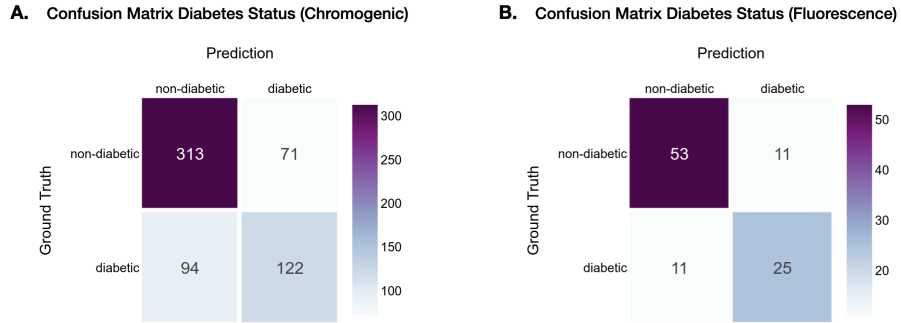 A. Confusion Matrix Diabetes Status (Chromogenic)
Prediction
non-diabetic diabetic
Ground Truth
non-diabetic 313 71
diabetic 94 122
300
250
200
150
100
B. Confusion Matrix Diabetes Status (Fluorescence)
Prediction
non-diabetic diabetic
Ground Truth
non-diabetic 53 11
diabetic 11 25
50
40
30
20